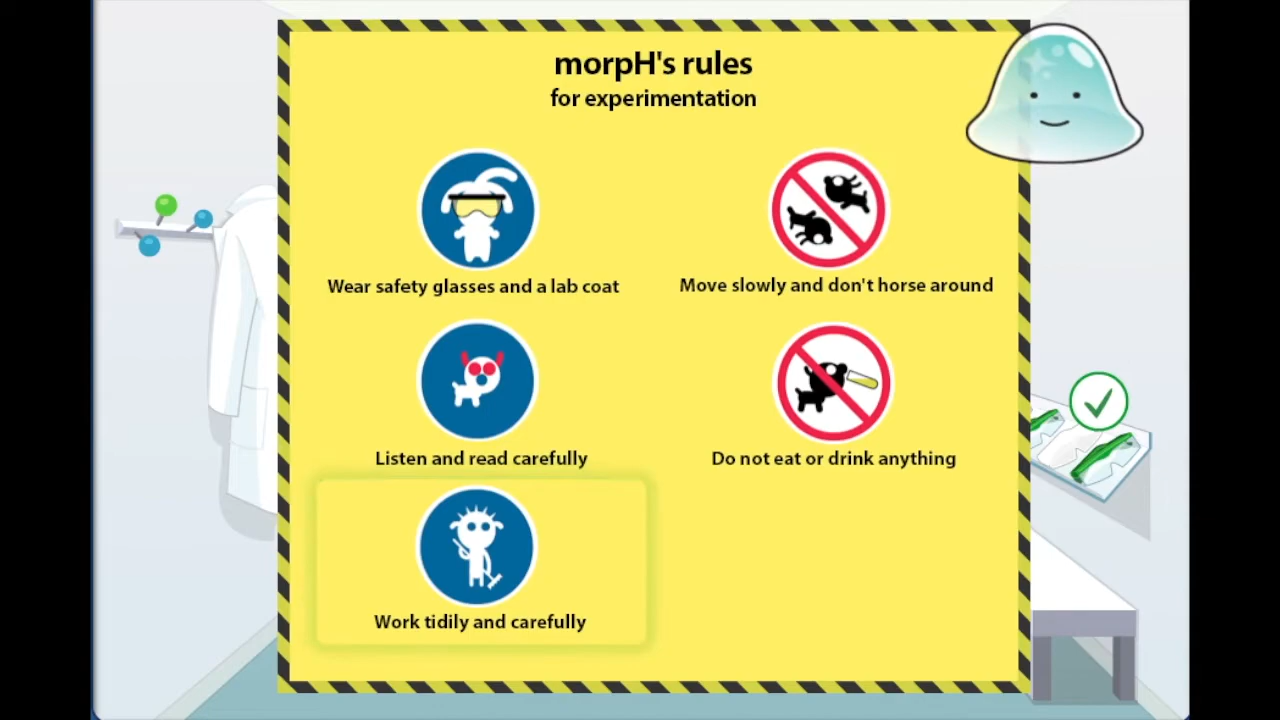 morpH's rules
for experimentation
Wear safety glasses and a lab coat
Move slowly and don't horse around
Listen and read carefully
Do not eat or drink anything
Work tidily and carefully